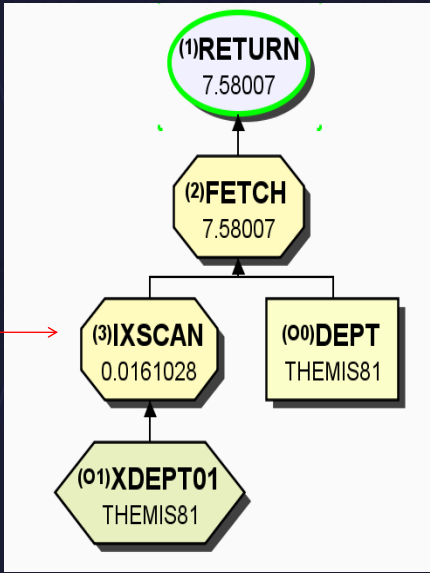 (1)RETURN
7.58007
(2)FETCH
7.58007
(3)IXSCAN
0.0161028
(O0)DEPT
THEMIS81
(O1)XDEPT01
THEMIS81